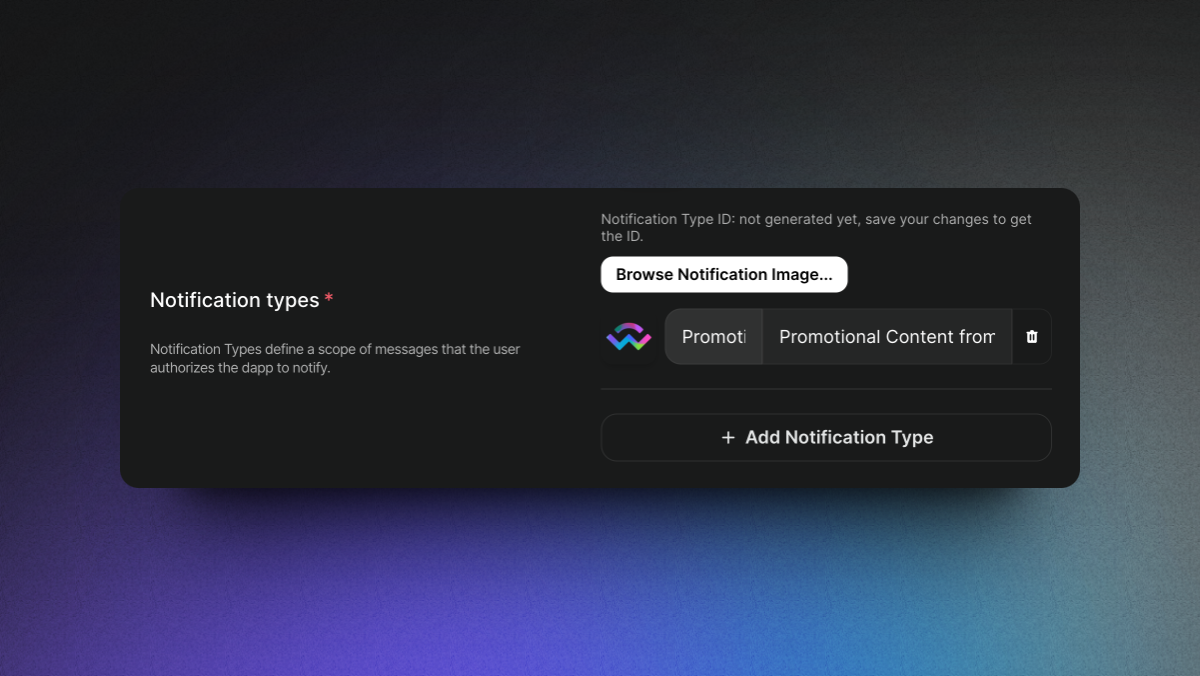 Notification types *
Notification Types define a scope of messages that the user
authorizes the dapp to notify.
Notification Type ID: not generated yet, save your changes to get
the ID.
Browse Notification Image...
Promoti
Promotional Content from
+ Add Notification Type